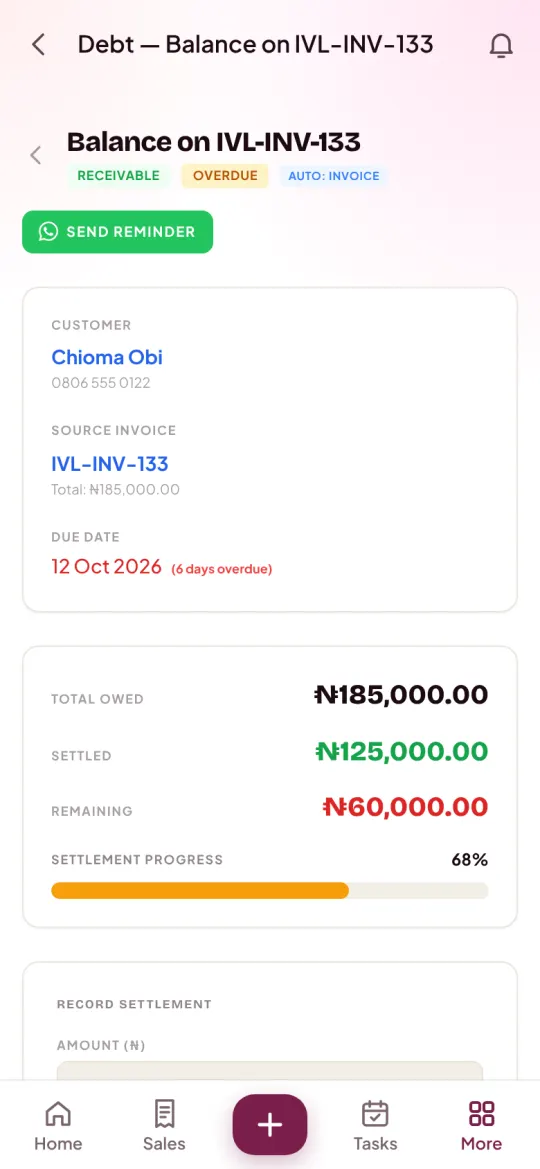 Debt — Balance on IVL-INV-133
Balance on IVL-INV-133
RECEIVABLE OVERDUE AUTO: INVOICE
SEND REMINDER
CUSTOMER
Chioma Obi
0806 555 0122
SOURCE INVOICE
IVL-INV-133
Total: ₦185,000.00
DUE DATE
12 Oct 2026 (6 days overdue)
TOTAL OWED ₦185,000.00
SETTLED ₦125,000.00
REMAINING ₦60,000.00
SETTLEMENT PROGRESS 68%
RECORD SETTLEMENT
AMOUNT (₦)
Home Sales Tasks More